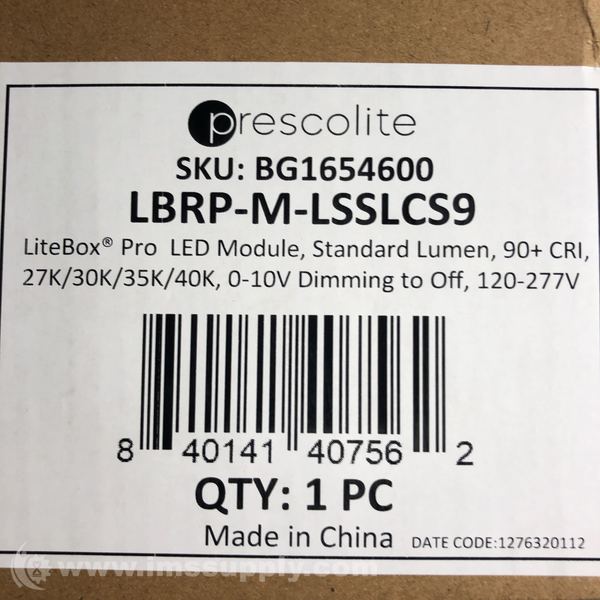 prescolite
SKU: BG1654600
LBRP-M-LSSLCS9
LiteBox® Pro LED Module, Standard Lumen, 90+ CRI,
27K/30K/35K/40K, 0-10V Dimming to Off, 120-277V
8 40141 40756 2
QTY: 1 PC
Made in China DATE CODE:1276320112
www.imssupply.com